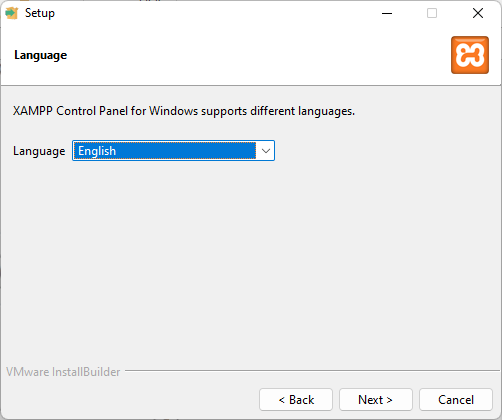 Setup
Language
XAMPP Control Panel for Windows supports different languages.
Language English
VMware InstallBuilder
< Back Next > Cancel